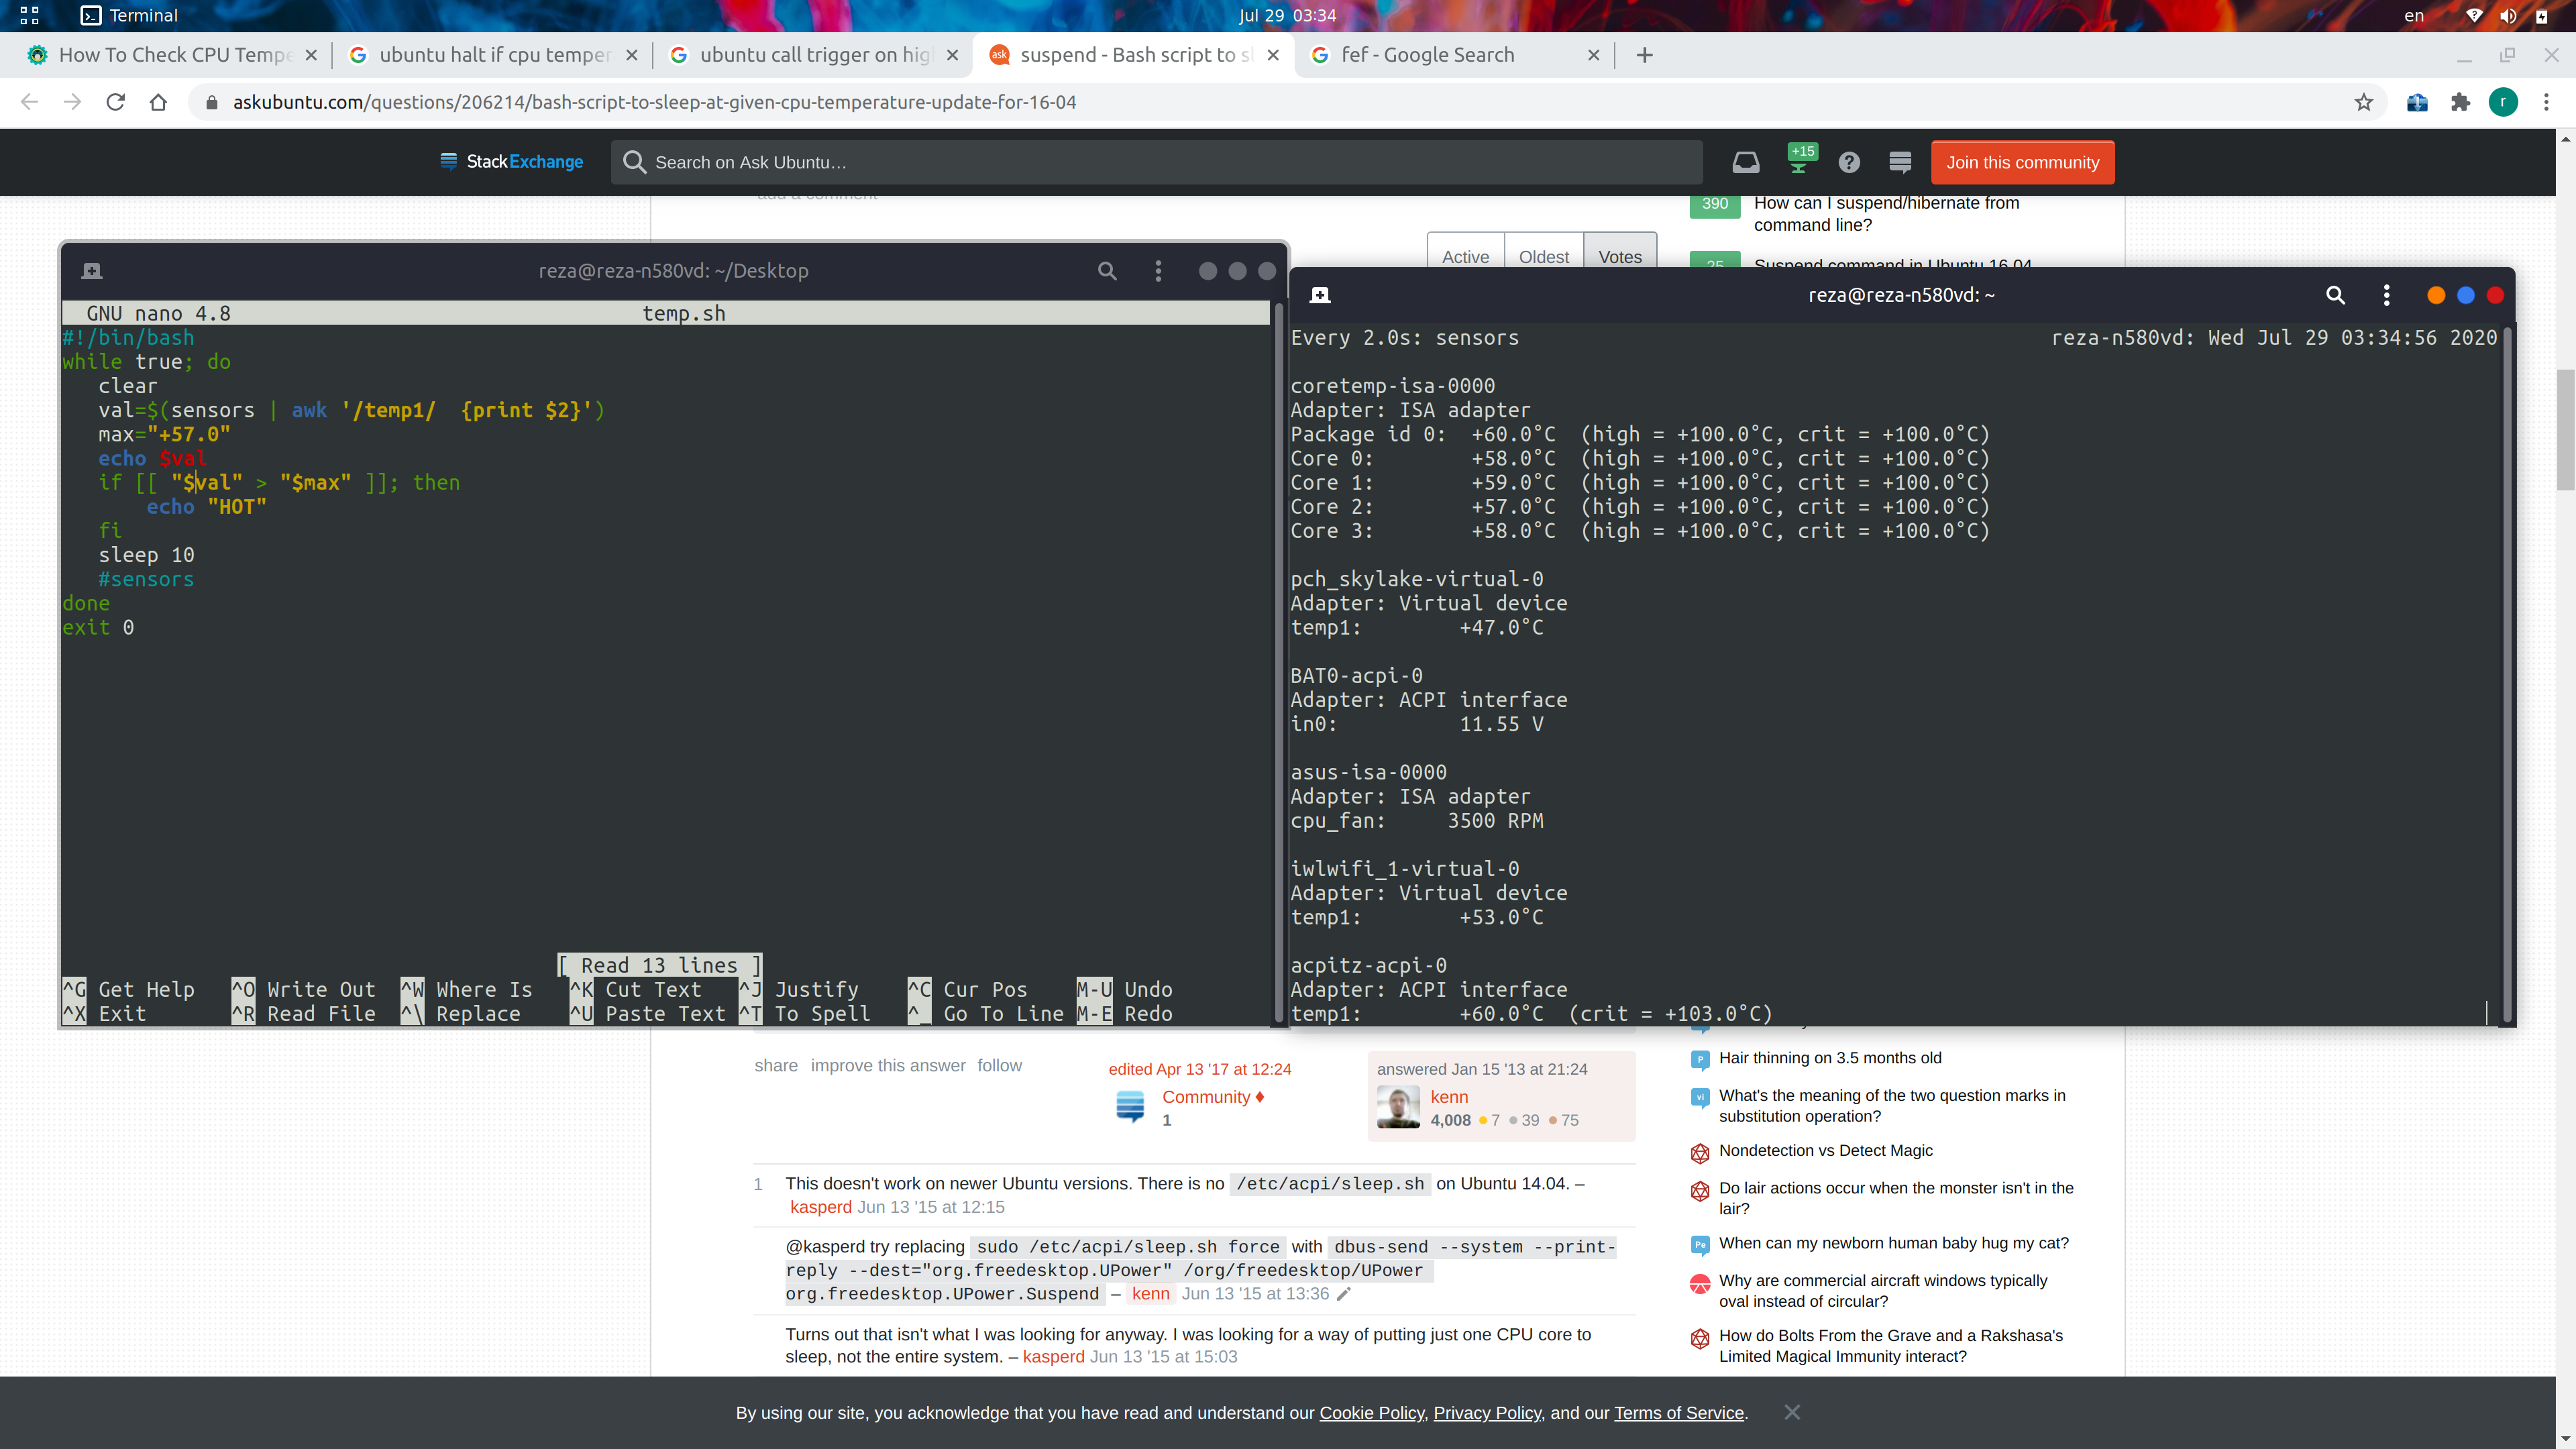 Terminal
Jul 29 03:34
en
How To Check CPU Tempe
ubuntu halt if cpu temper
ubuntu call trigger on hig
suspend - Bash script to sl
fef - Google Search
askubuntu.com/questions/206214/bash-script-to-sleep-at-given-cpu-temperature-update-for-16-04
r
StackExchange
Search on Ask Ubuntu…
+15
Join this community
add a comment
390 How can I suspend/hibernate from
command line?
Active Oldest Votes
25 Suspend command in Ubuntu 16.04
reza@reza-n580vd: ~/Desktop
GNU nano 4.8 temp.sh
#!/bin/bash
while true; do
clear
val=$(sensors | awk '/temp1/  {print $2}')
max="+57.0"
echo $val
if [[ "$val" > "$max" ]]; then
echo "HOT"
fi
sleep 10
#sensors
done
exit 0
[ Read 13 lines ]
^G Get Help ^O Write Out ^W Where Is ^K Cut Text ^J Justify ^C Cur Pos M-U Undo
^X Exit ^R Read File ^\ Replace ^U Paste Text ^T To Spell ^_ Go To Line M-E Redo
reza@reza-n580vd: ~
Every 2.0s: sensors reza-n580vd: Wed Jul 29 03:34:56 2020
coretemp-isa-0000
Adapter: ISA adapter
Package id 0:  +60.0°C  (high = +100.0°C, crit = +100.0°C)
Core 0:        +58.0°C  (high = +100.0°C, crit = +100.0°C)
Core 1:        +59.0°C  (high = +100.0°C, crit = +100.0°C)
Core 2:        +57.0°C  (high = +100.0°C, crit = +100.0°C)
Core 3:        +58.0°C  (high = +100.0°C, crit = +100.0°C)
pch_skylake-virtual-0
Adapter: Virtual device
temp1:        +47.0°C
BAT0-acpi-0
Adapter: ACPI interface
in0:          11.55 V
asus-isa-0000
Adapter: ISA adapter
cpu_fan:     3500 RPM
iwlwifi_1-virtual-0
Adapter: Virtual device
temp1:        +53.0°C
acpitz-acpi-0
Adapter: ACPI interface
temp1:        +60.0°C  (crit = +103.0°C)
share improve this answer follow
edited Apr 13 '17 at 12:24
Community ♦
1
answered Jan 15 '13 at 21:24
kenn
4,008 7 39 75
1 This doesn't work on newer Ubuntu versions. There is no /etc/acpi/sleep.sh on Ubuntu 14.04. –
kasperd Jun 13 '15 at 12:15
@kasperd try replacing sudo /etc/acpi/sleep.sh force with dbus-send --system --print-
reply --dest="org.freedesktop.UPower" /org/freedesktop/UPower
org.freedesktop.UPower.Suspend – kenn Jun 13 '15 at 13:36
Turns out that isn't what I was looking for anyway. I was looking for a way of putting just one CPU core to
sleep, not the entire system. – kasperd Jun 13 '15 at 15:03
Hair thinning on 3.5 months old
What's the meaning of the two question marks in
substitution operation?
Nondetection vs Detect Magic
Do lair actions occur when the monster isn't in the
lair?
When can my newborn human baby hug my cat?
Why are commercial aircraft windows typically
oval instead of circular?
How do Bolts From the Grave and a Rakshasa's
Limited Magical Immunity interact?
By using our site, you acknowledge that you have read and understand our Cookie Policy, Privacy Policy, and our Terms of Service.